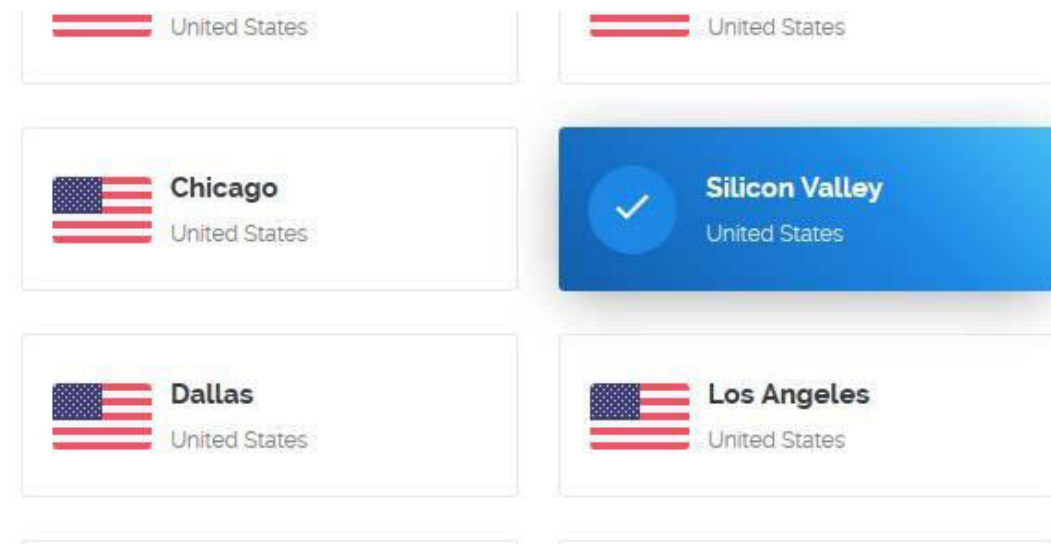 United States
United States
Chicago
United States
Silicon Valley
United States
Dallas
United States
Los Angeles
United States